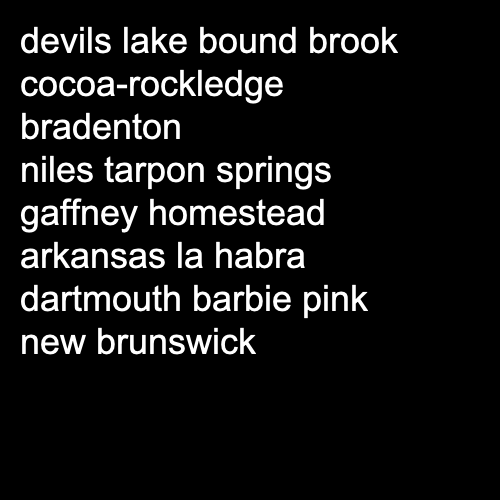 devils lake bound brook
cocoa-rockledge
bradenton
niles tarpon springs
gaffney homestead
arkansas la habra
dartmouth barbie pink
new brunswick